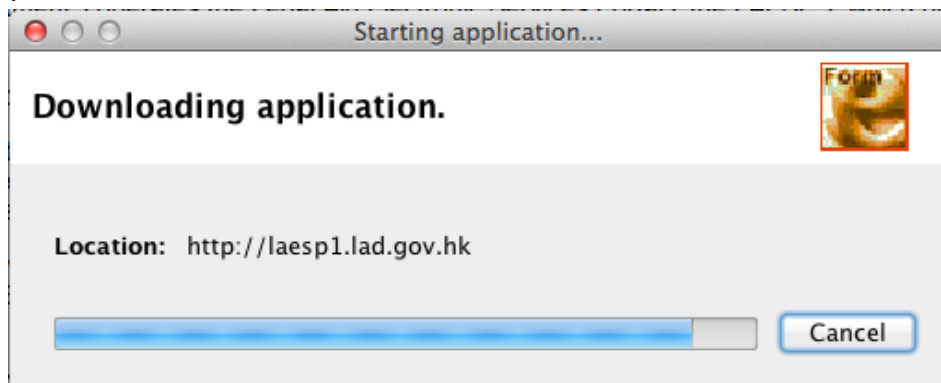 Starting application...
Downloading application.
Form
Location: http://laesp1.lad.gov.hk
Cancel